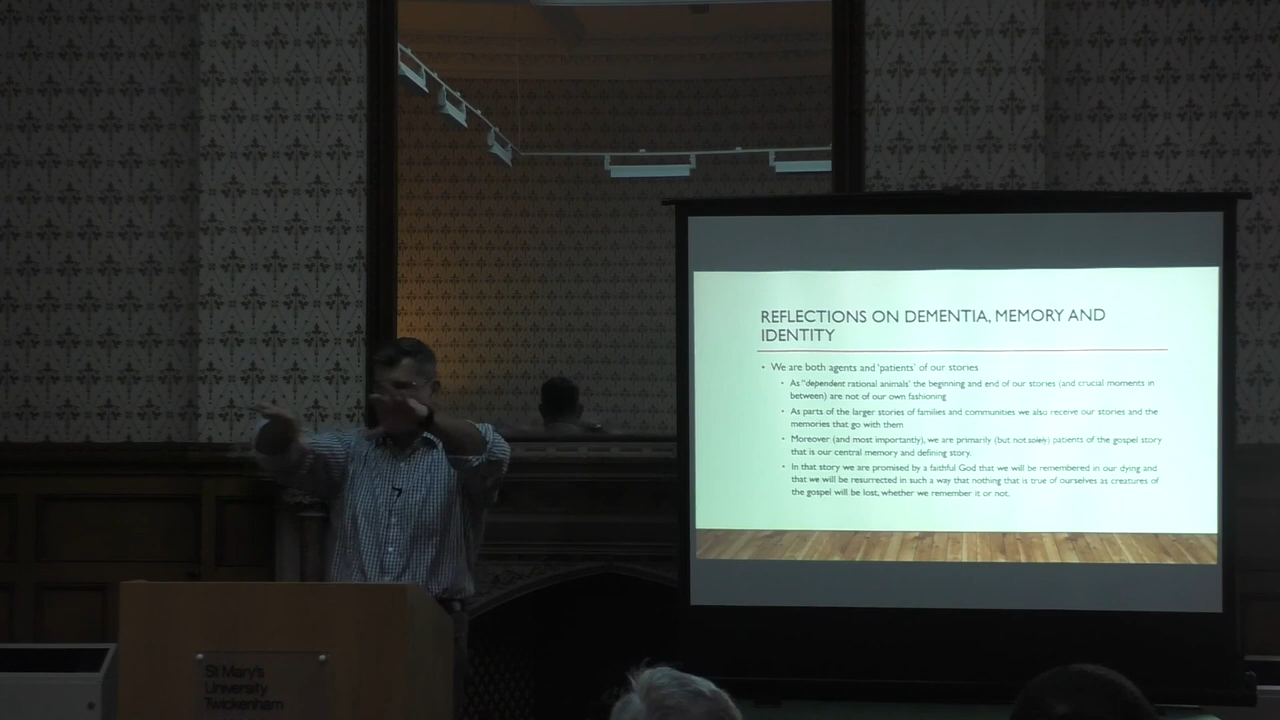 REFLECTIONS ON DEMENTIA, MEMORY AND
IDENTITY
• We are both agents and 'patients' of our stories
• As "dependent rational animals' the beginning and end of our stories (and crucial moments in
between) are not of our own fashioning
• As parts of the larger stories of families and communities we also receive our stories and the
memories that go with them
• Moreover (and most importantly), we are primarily (but not solely) patients of the gospel story
that is our central memory and defining story.
• In that story we are promised by a faithful God that we will be remembered in our dying and
that we will be resurrected in such a way that nothing that is true of ourselves as creatures of
the gospel will be lost, whether we remember it or not.
St Mary's
University
Twickenham